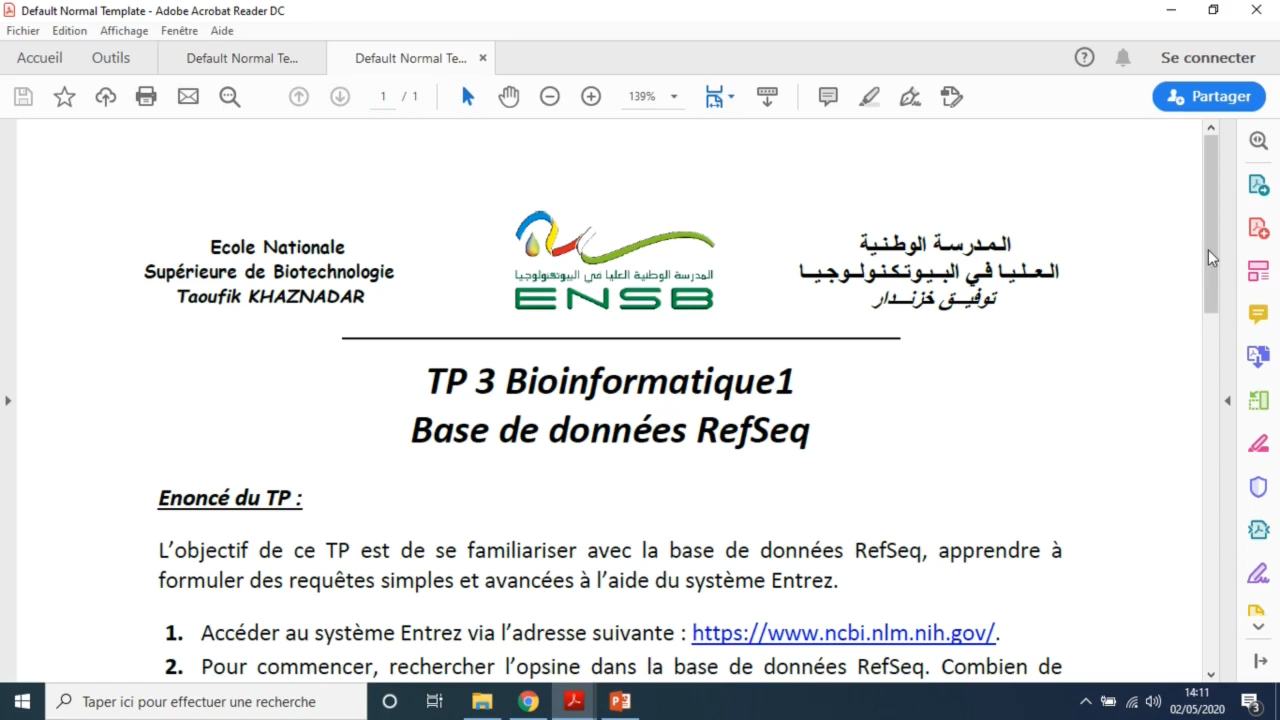 Default Normal Template - Adobe Acrobat Reader DC
Fichier Edition Affichage Fenêtre Aide
Accueil Outils Default Normal Te... Default Normal Te... Se connecter
1 / 1 139% Partager
Ecole Nationale
Supérieure de Biotechnologie
Taoufik KHAZNADAR
المدرسة الوطنية العليا في البيوتكنولوجيا
ENSB
المدرسة الوطنية
العليا في البيوتكنولوجيا
توفيق خزندار
TP 3 Bioinformatique1
Base de données RefSeq
Enoncé du TP :
L’objectif de ce TP est de se familiariser avec la base de données RefSeq, apprendre à
formuler des requêtes simples et avancées à l’aide du système Entrez.
1. Accéder au système Entrez via l’adresse suivante : https://www.ncbi.nlm.nih.gov/.
2. Pour commencer, rechercher l’opsine dans la base de données RefSeq. Combien de
Taper ici pour effectuer une recherche
14:11
02/05/2020
3